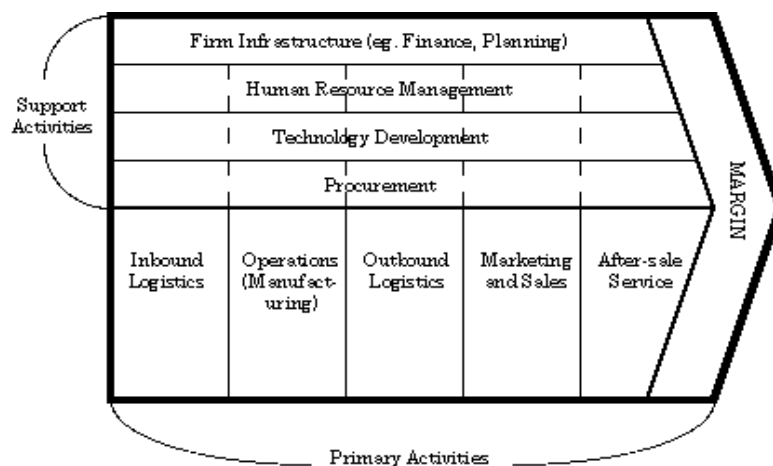 Firm Infrastructure (eg. Finance, Planning)
Human Resource Management
Support
Activities
Technology Development
Procurement
MARGIN
Inbound
Logistics
Operations
(Manufact-
uring)
Outbound
Logistics
Marketing
and Sales
After-sale
Service
Primary Activities